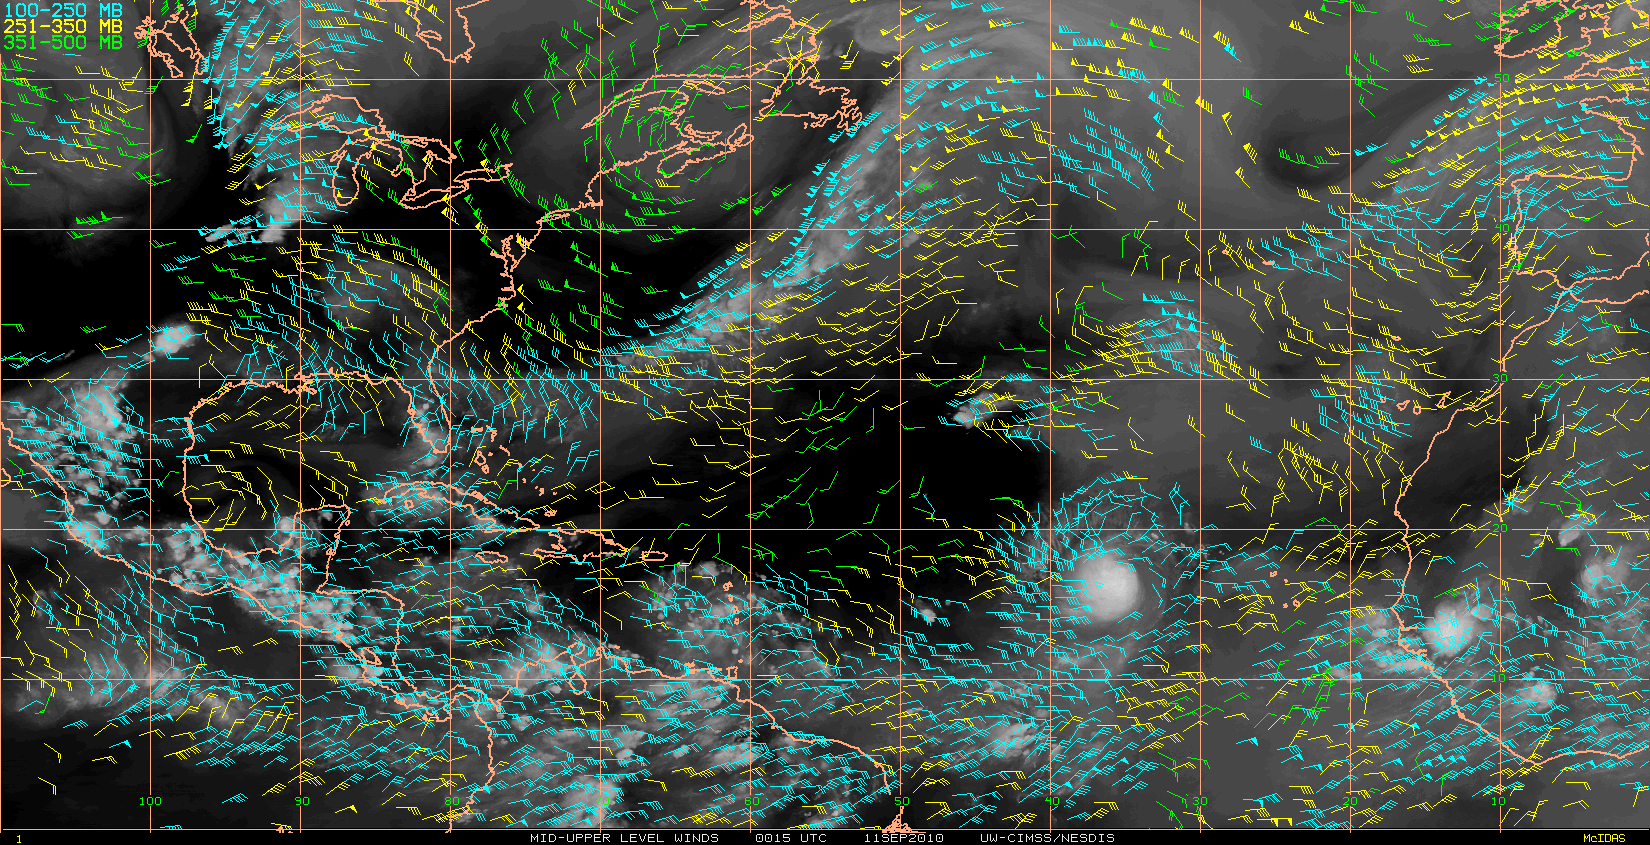 100-250 MB
251-350 MB
351-500 MB
50
40
30
20
10
100 90 80 70 60 50 40 30 20 10
1 MID-UPPER LEVEL WINDS 0015 UTC 11SEP2010 UW-CIMSS/NESDIS McIDAS